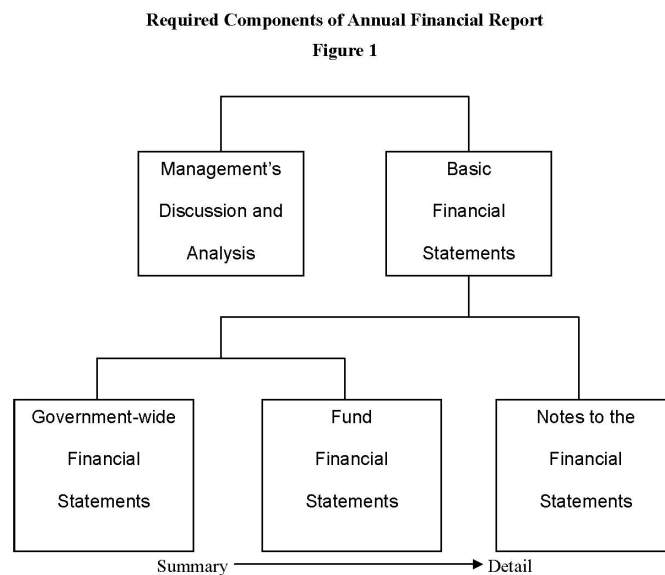 Required Components of Annual Financial Report
Figure 1
Management's
Discussion and
Analysis
Basic
Financial
Statements
Government-wide
Financial
Statements
Fund
Financial
Statements
Notes to the
Financial
Statements
Summary
Detail